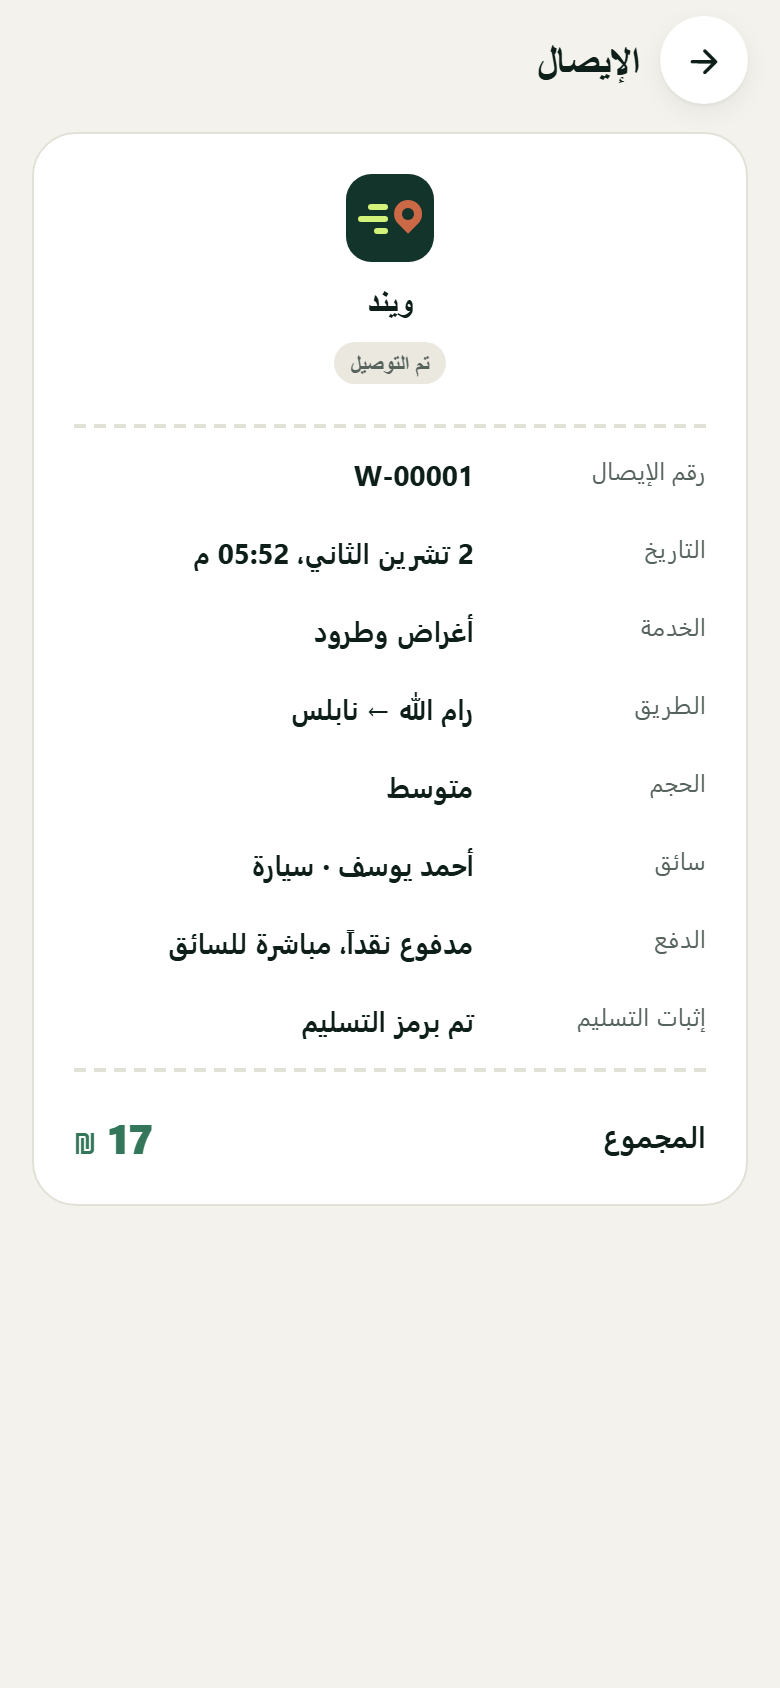 الإيصال
ويند
تم التوصيل
رقم الإيصال W-00001
التاريخ 2 تشرين الثاني، 05:52 م
الخدمة أغراض وطرود
الطريق رام الله ← نابلس
الحجم متوسط
سائق أحمد يوسف · سيارة
الدفع مدفوع نقداً، مباشرة للسائق
إثبات التسليم تم برمز التسليم
المجموع 17 ₪